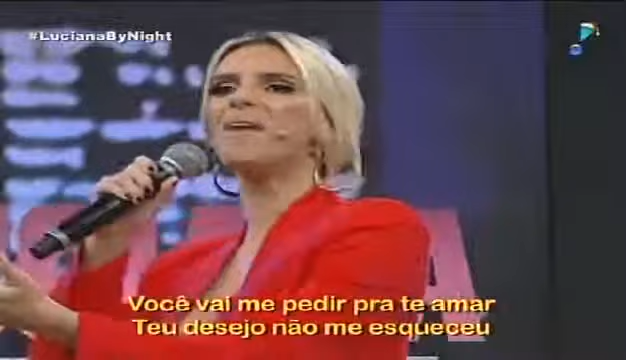 #LucianaByNight
Você vai me pedir pra te amar
Teu desejo não me esqueceu